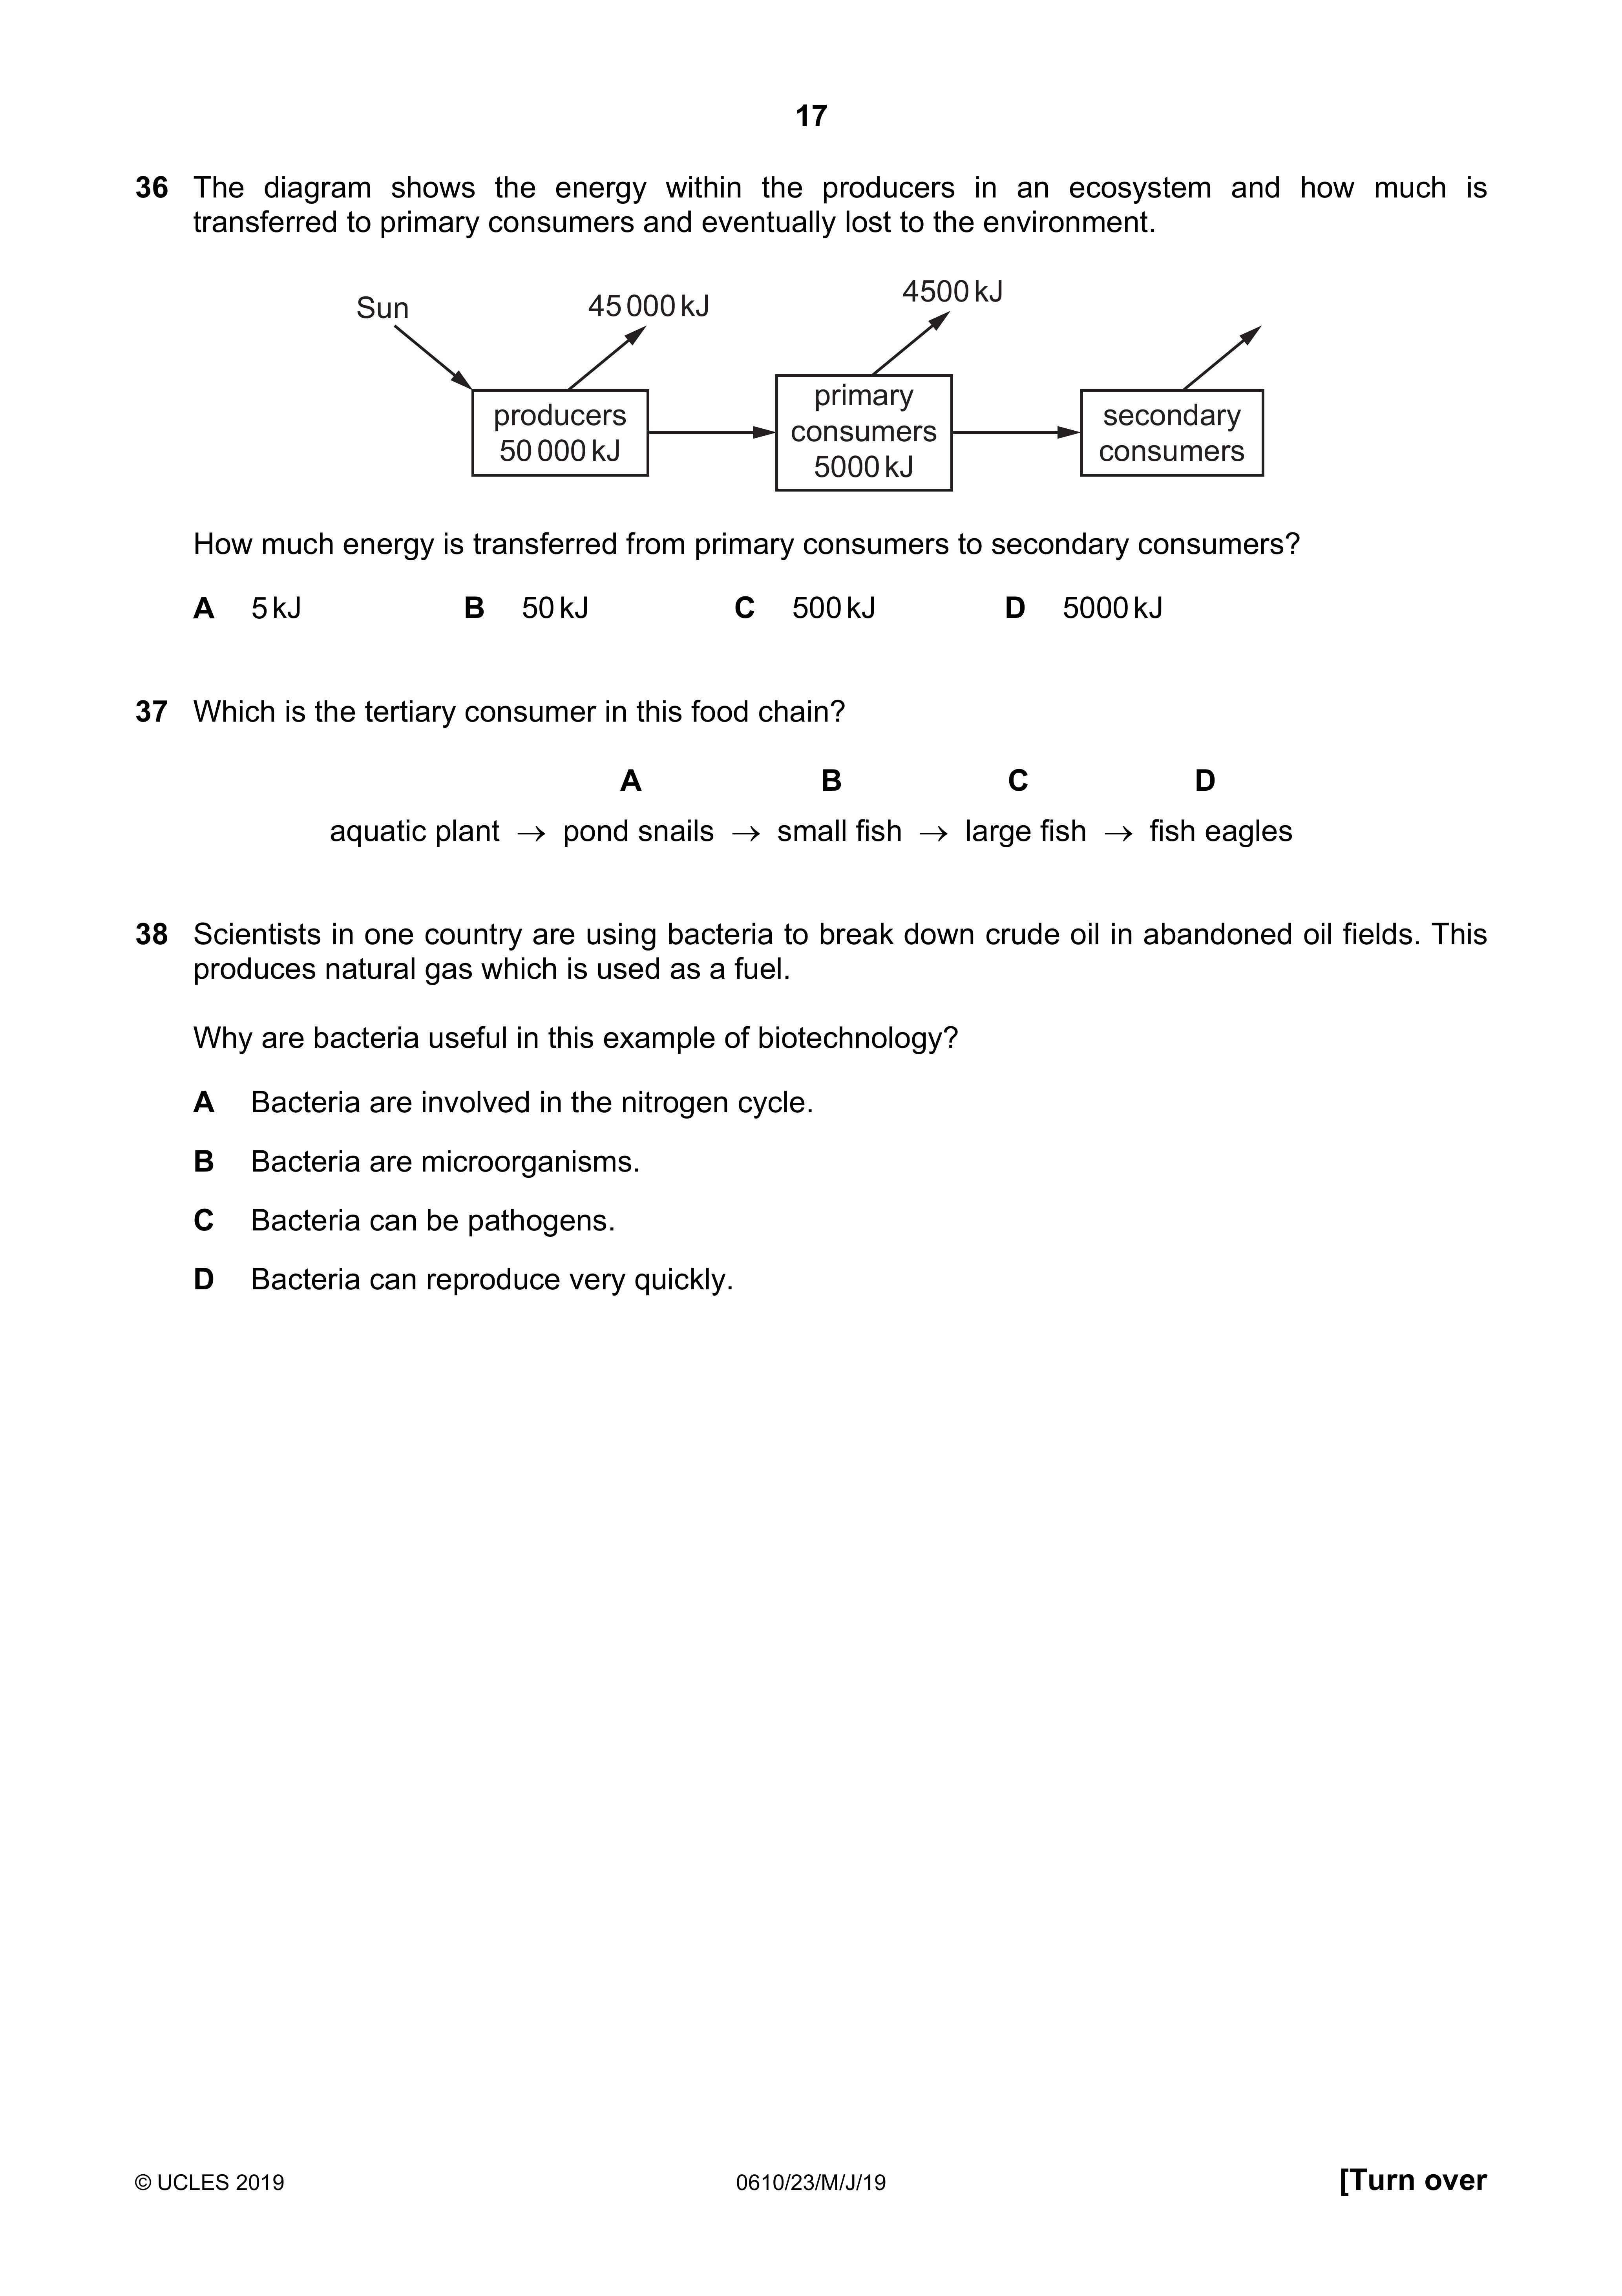 17
36 The diagram shows the energy within the producers in an ecosystem and how much is
transferred to primary consumers and eventually lost to the environment.
Sun 45 000 kJ 4500 kJ
producers
50 000 kJ
primary
consumers
5000 kJ
secondary
consumers
How much energy is transferred from primary consumers to secondary consumers?
A 5 kJ B 50 kJ C 500 kJ D 5000 kJ
37 Which is the tertiary consumer in this food chain?
A B C D
aquatic plant → pond snails → small fish → large fish → fish eagles
38 Scientists in one country are using bacteria to break down crude oil in abandoned oil fields. This
produces natural gas which is used as a fuel.
Why are bacteria useful in this example of biotechnology?
A Bacteria are involved in the nitrogen cycle.
B Bacteria are microorganisms.
C Bacteria can be pathogens.
D Bacteria can reproduce very quickly.
© UCLES 2019 0610/23/M/J/19 [Turn over